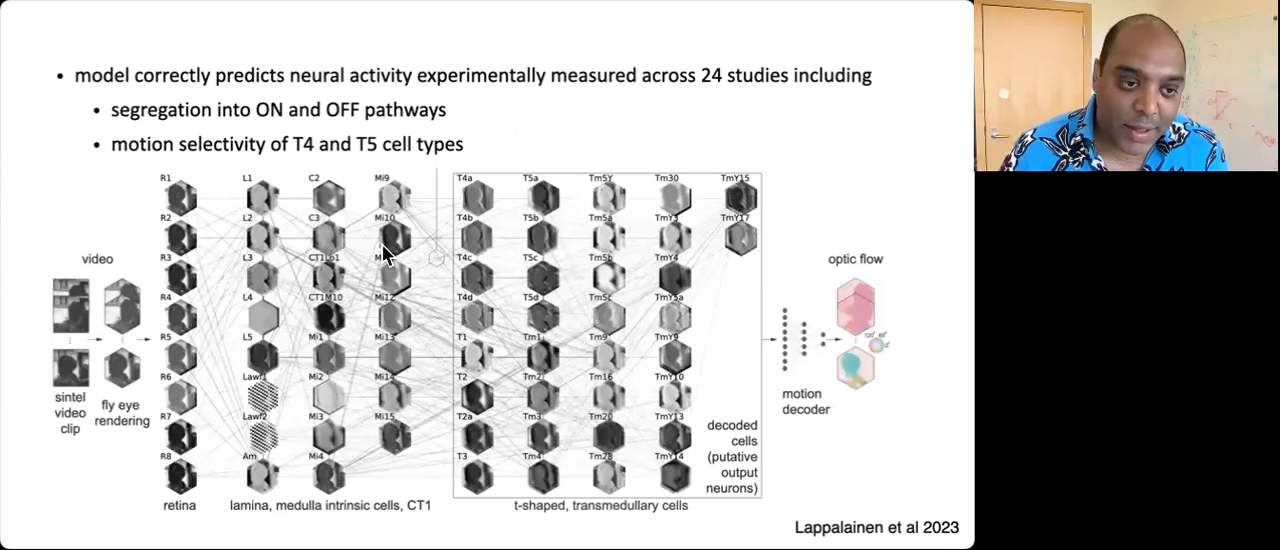 • model correctly predicts neural activity experimentally measured across 24 studies including
• segregation into ON and OFF pathways
• motion selectivity of T4 and T5 cell types
R1 L1 C2 Mi9 T4a T5a Tm5Y Tm30 TmY15
R2 L2 C3 Mi10 T4b T5b Tm5a TmY3 TmY17
R3 L3 T4c T5c Tm5b TmY4
R4 L4 CT1M10 Mi12 T4d T5d Tm5c TmY5a
R5 L5 Mi1 Mi13 T1 Tm1 Tm9 TmY9
R6 Lawf1 Mi2 Mi14 T2 Tm2 Tm16 TmY10
R7 Lawf2 Mi3 Mi15 T2a Tm3 Tm20 TmY13
R8 Am Mi4 T3 Tm4 Tm28 TmY14
video
sintel
video
clip
fly eye
rendering
retina
lamina, medulla intrinsic cells, CT1
t-shaped, transmedullary cells
decoded
cells
(putative
output
neurons)
motion
decoder
optic flow
Lappalainen et al 2023